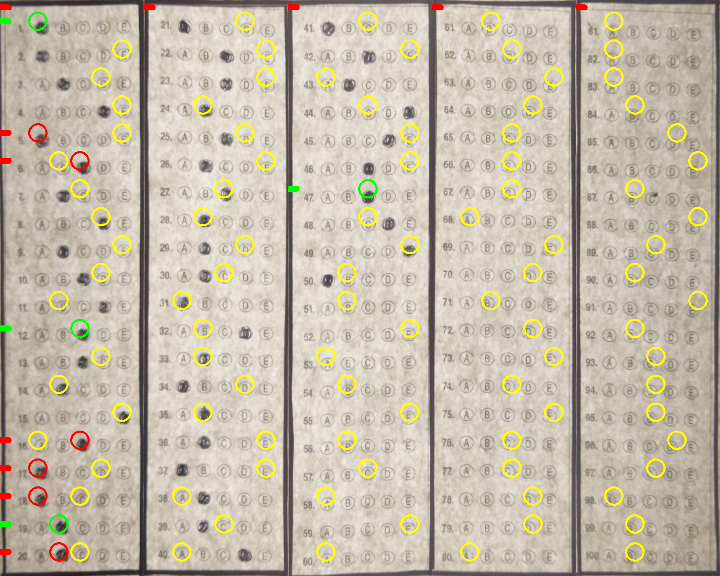 1. B C D E
2. B C D E
3. A C D E
4. A B C E
5. B C D E
6. A B D E
7. A C D E
8. A B C E
9. A C D E
10. A B D E
11. A B C E
12. A B D E
13. A B D E
14. A C D E
15. A B C D
16. A B D E
17. B C D E
18. B C D E
19. A C D E
20. A C D E
21. B C D E
22. A B D E
23. A B D E
24. A C D E
25. A B D E
26. A C D E
27. A B D E
28. A C D E
29. A C D E
30. A C D E
31. B C D E
32. A B C E
33. A C D E
34. B C D E
35. A C D E
36. A C D E
37. B C D E
38. A C D E
39. A C D E
40. A B C E
41. B C D E
42. A B D E
43. A C D E
44. A B C D
45. A B C E
46. A B D E
47. A B D E
48. A B C E
49. A B C D
50. B C D E
51. A B C D E
52. A B C D E
53. A B C D E
54. A B C D E
55. A B C D E
56. A B C D E
57. A B C D E
58. A B C D E
59. A B C D E
60. A B C D E
61. A B C D E
62. A B C D E
63. A B C D E
64. A B C D E
65. A B C D E
66. A B C D E
67. A B C D E
68. A B C D E
69. A B C D E
70. A B C D E
71. A B C D E
72. A B C D E
73. A B C D E
74. A B C D E
75. A B C D E
76. A B C D E
77. A B C D E
78. A B C D E
79. A B C D E
80. A B C D E
81. A B C D E
82. A B C D E
83. A B C D E
84. A B C D E
85. A B C D E
86. A B C D E
87. A B C D E
88. A B C D E
89. A B C D E
90. A B C D E
91. A B C D E
92. A B C D E
93. A B C D E
94. A B C D E
95. A B C D E
96. A B C D E
97. A B C D E
98. A B C D E
99. A B C D E
100. A B C D E